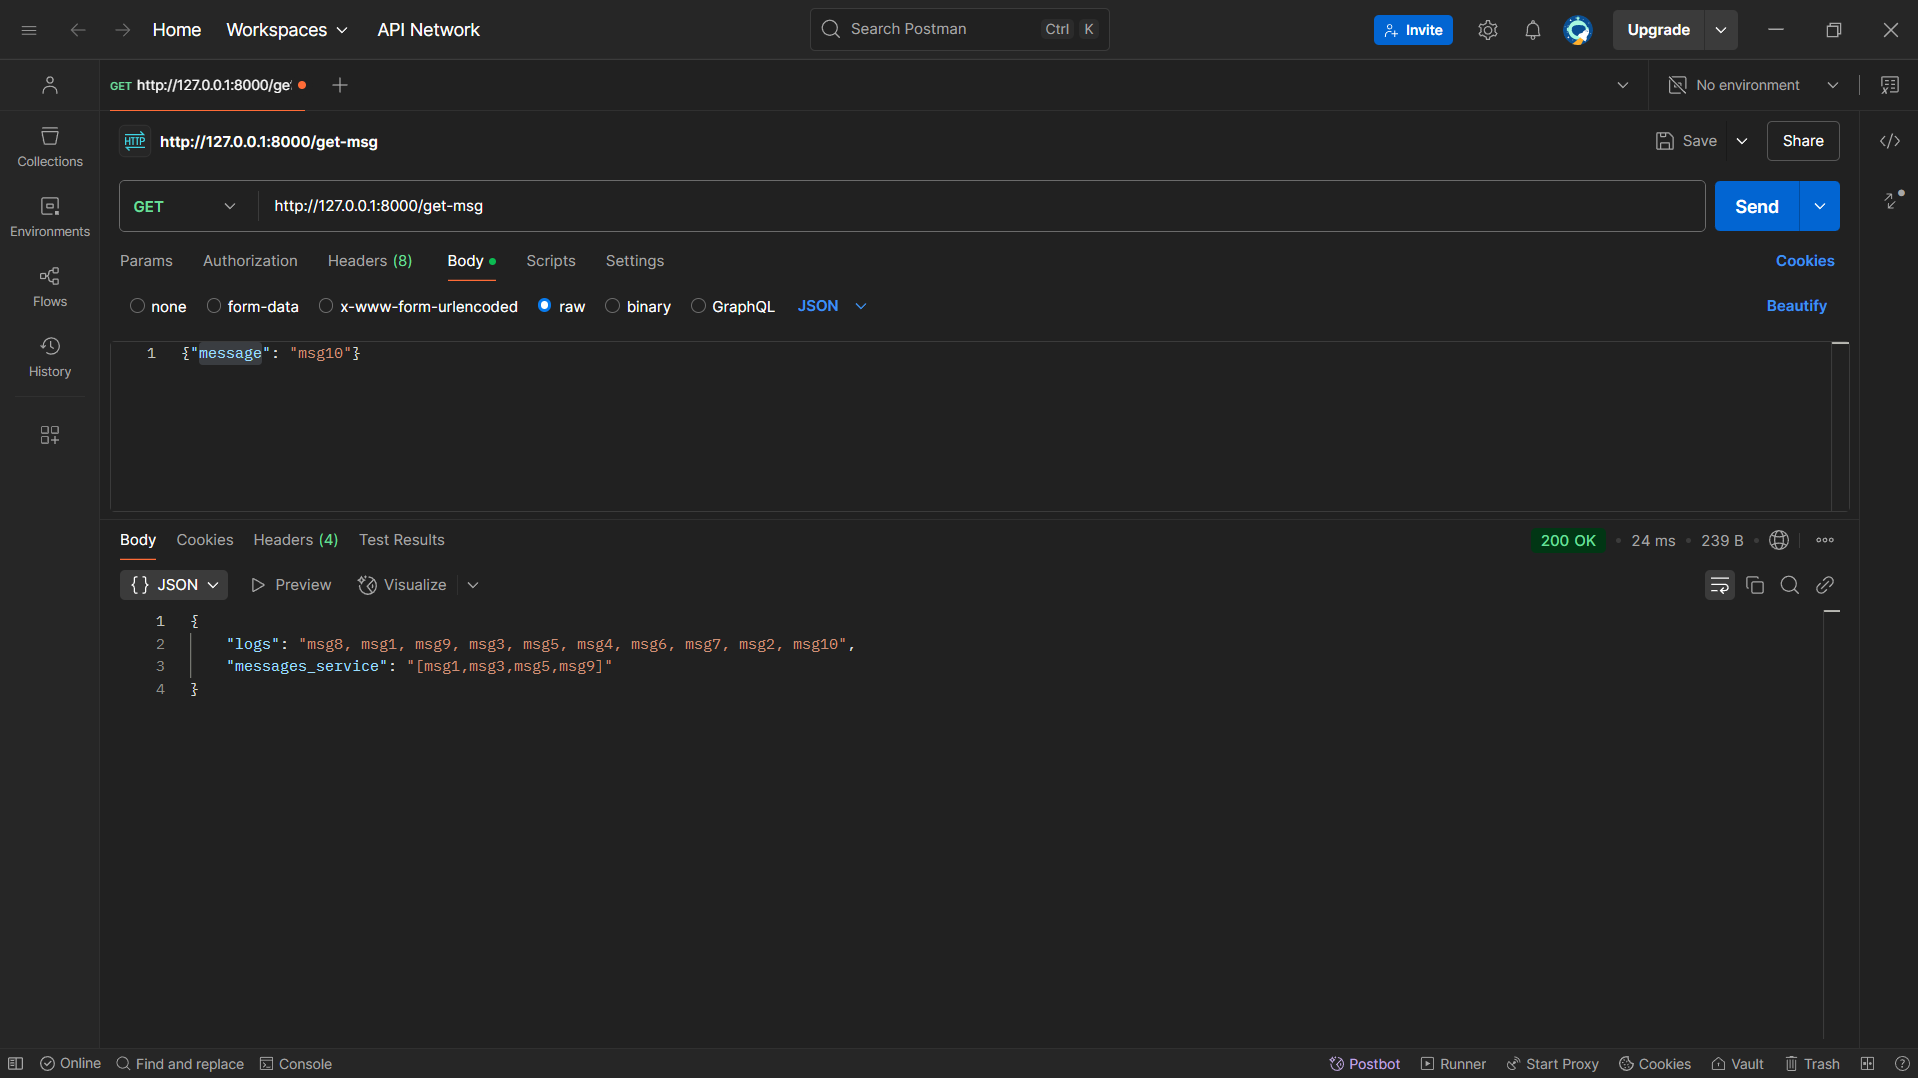 Home Workspaces API Network Search Postman Ctrl K Invite Upgrade
GET http://127.0.0.1:8000/ge No environment
http://127.0.0.1:8000/get-msg Save Share
GET http://127.0.0.1:8000/get-msg Send
Params Authorization Headers (8) Body Scripts Settings Cookies
none form-data x-www-form-urlencoded raw binary GraphQL JSON Beautify
1 {"message": "msg10"}
Collections
Environments
Flows
History
Body Cookies Headers (4) Test Results 200 OK 24 ms 239 B
{} JSON Preview Visualize
1 {
2 "logs": "msg8, msg1, msg9, msg3, msg5, msg4, msg6, msg7, msg2, msg10",
3 "messages_service": "[msg1,msg3,msg5,msg9]"
4 }
Online Find and replace Console Postbot Runner Start Proxy Cookies Vault Trash